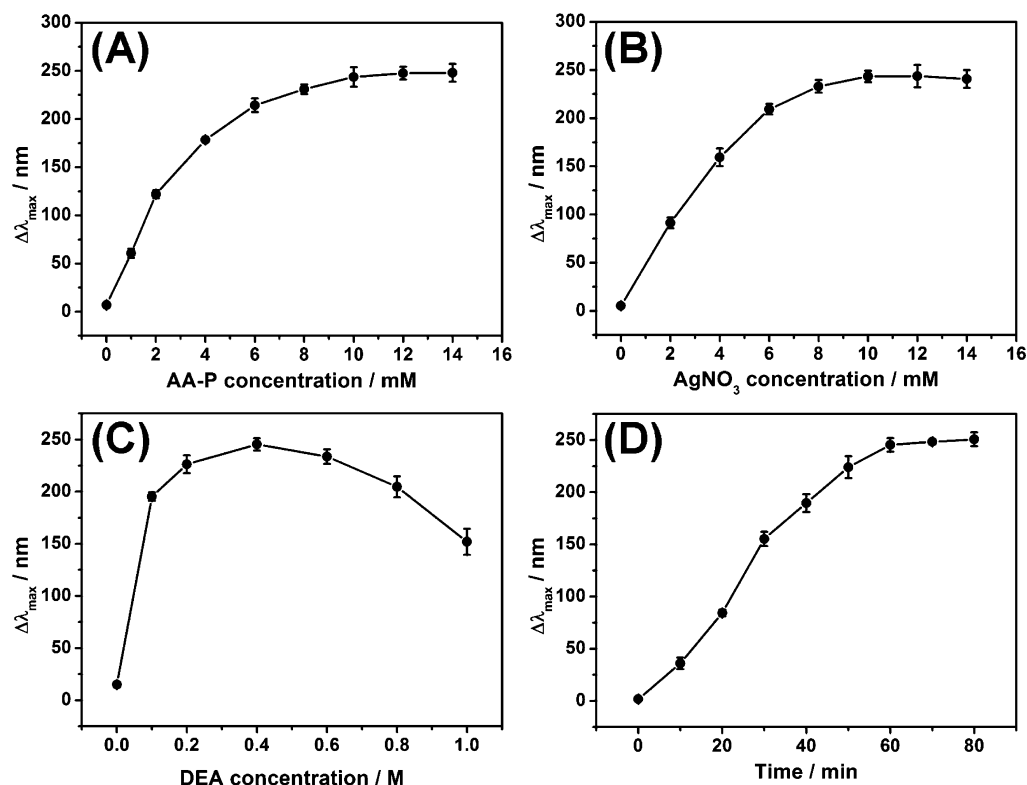 (A)
300
250
200
150
100
50
0
Δλmax / nm
0 2 4 6 8 10 12 14 16
AA-P concentration / mM
(B)
300
250
200
150
100
50
0
Δλmax / nm
0 2 4 6 8 10 12 14 16
AgNO3 concentration / mM
(C)
250
200
150
100
50
0
Δλmax / nm
0.0 0.2 0.4 0.6 0.8 1.0
DEA concentration / M
(D)
250
200
150
100
50
0
Δλmax / nm
0 20 40 60 80
Time / min